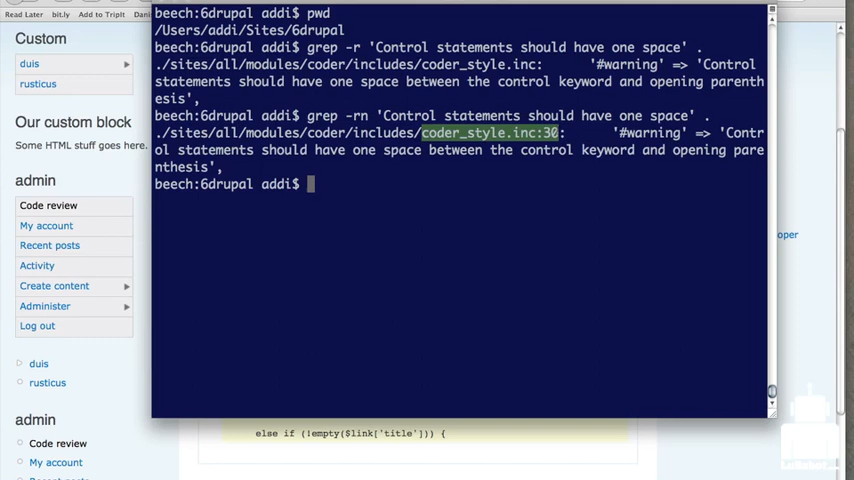 Read Later bit.ly Add to TripIt
Custom
duis
rusticus
Our custom block
Some HTML stuff goes here.
admin
Code review
My account
Recent posts
Activity
Create content
Administer
Log out
duis
rusticus
admin
Code review
My account
beech:6drupal addi$ pwd
/Users/addi/Sites/6drupal
beech:6drupal addi$ grep -r 'Control statements should have one space' .
./sites/all/modules/coder/includes/coder_style.inc:      '#warning' => 'Control
statements should have one space between the control keyword and opening parenth
esis',
beech:6drupal addi$ grep -rn 'Control statements should have one space' .
./sites/all/modules/coder/includes/coder_style.inc:30:      '#warning' => 'Contr
ol statements should have one space between the control keyword and opening pare
nthesis',
beech:6drupal addi$
else if (!empty($link['title'])) {
oper